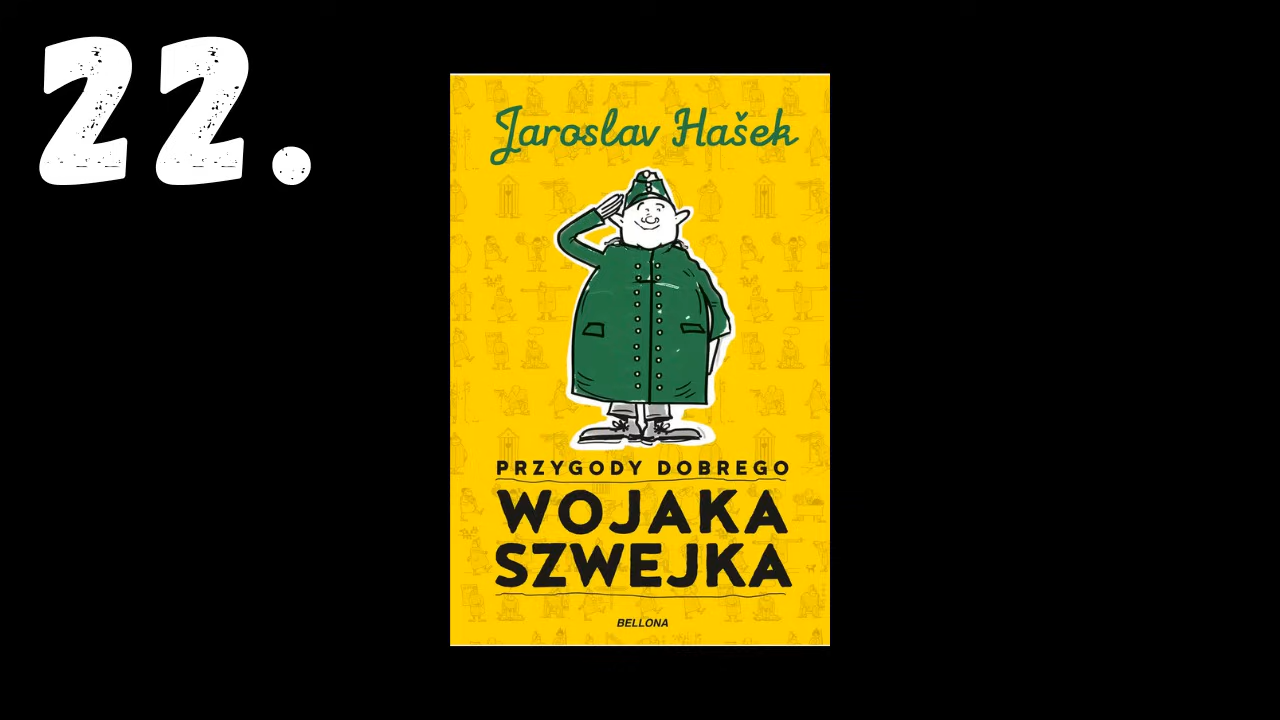 22.
Jaroslav Hašek
PRZYGODY DOBREGO
WOJAKA
SZWEJKA
BELLONA